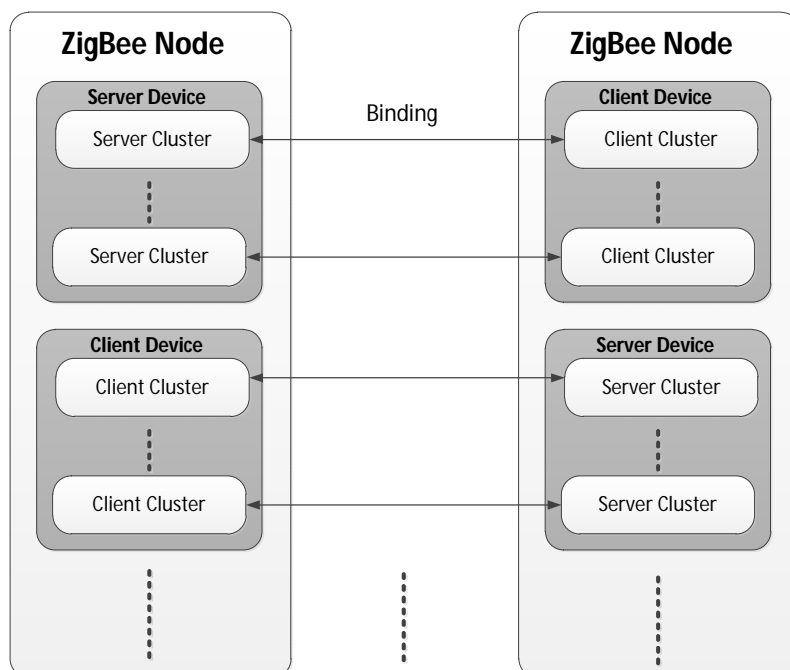 ZigBee Node
ZigBee Node
Server Device
Client Device
Binding
Server Cluster
Client Cluster
Server Cluster
Client Cluster
Client Device
Server Device
Client Cluster
Server Cluster
Client Cluster
Server Cluster